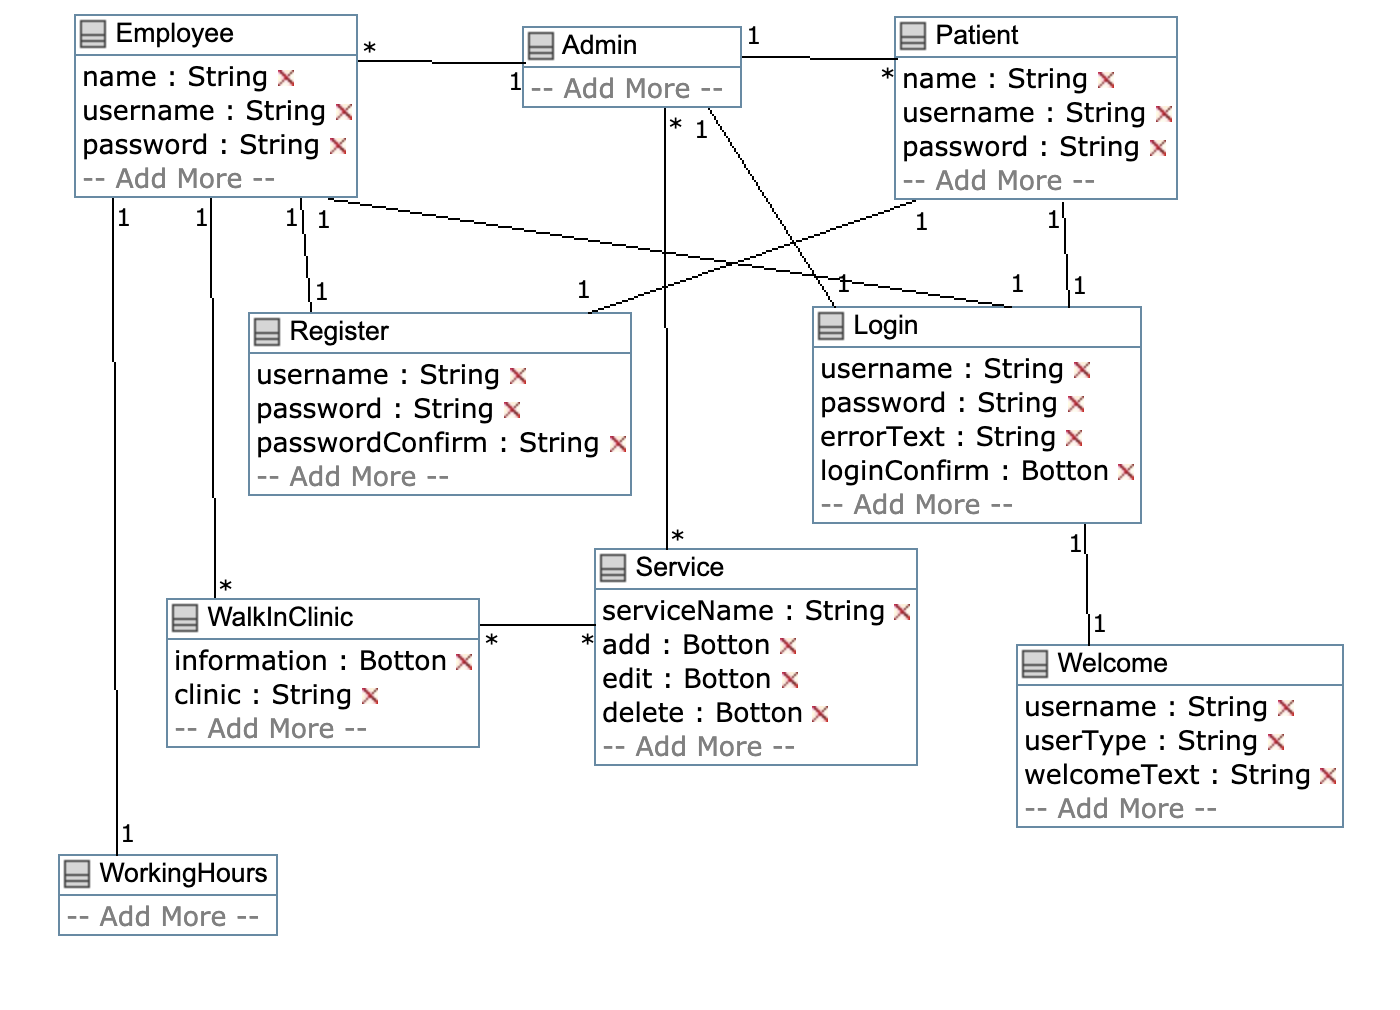 Employee
name : String
username : String
password : String
-- Add More --
*
1
Admin
-- Add More --
1
*
Patient
name : String
username : String
password : String
-- Add More --
* 1
1
1
1
1
1
1
1
1
1
1
1
Register
username : String
password : String
passwordConfirm : String
-- Add More --
Login
username : String
password : String
errorText : String
loginConfirm : Botton
-- Add More --
*
*
1
1
WalkInClinic
information : Botton
clinic : String
-- Add More --
*
*
Service
serviceName : String
add : Botton
edit : Botton
delete : Botton
-- Add More --
Welcome
username : String
userType : String
welcomeText : String
-- Add More --
1
WorkingHours
-- Add More --